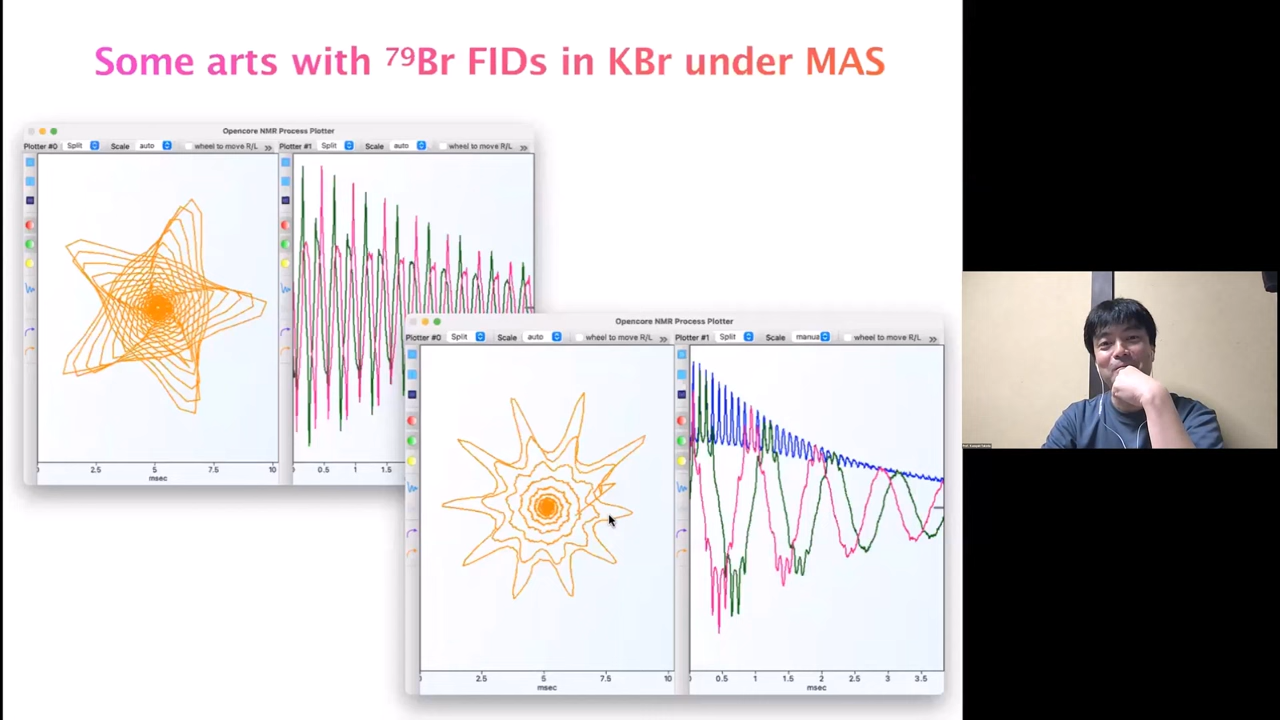 Some arts with ⁷⁹Br FIDs in KBr under MAS
Opencore NMR Process Plotter
Plotter #0 Split Scale auto wheel to move R/L » Plotter #1 Split Scale auto wheel to move R/L »
2.5 5 7.5 10 0 0.5 1 1.5
msec
Opencore NMR Process Plotter
Plotter #0 Split Scale auto wheel to move R/L » Plotter #1 Split Scale manua wheel to move R/L »
2.5 5 7.5 10 0 0.5 1 1.5 2 2.5 3 3.5
msec msec